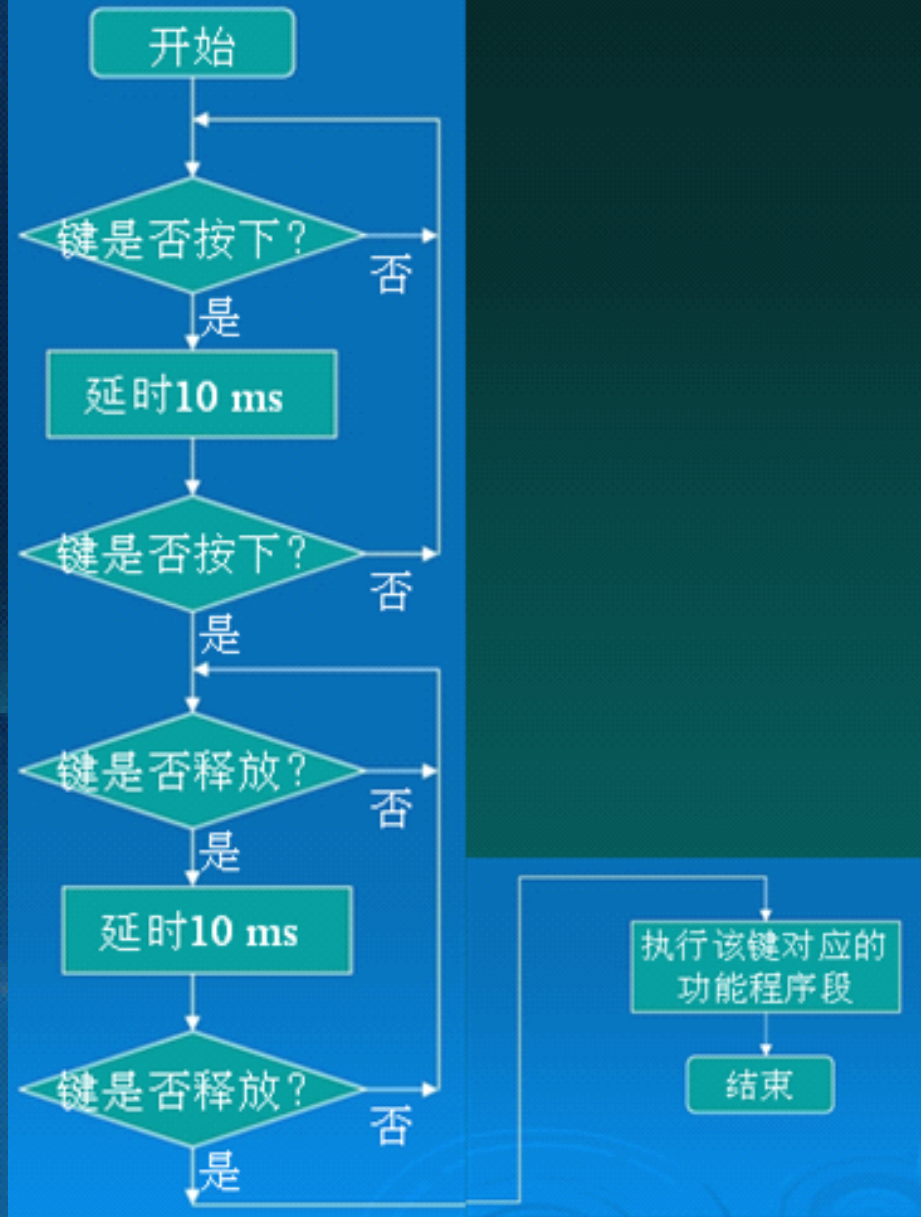 开始
键是否按下?
否
是
延时10 ms
键是否按下?
否
是
键是否释放?
否
是
延时10 ms
键是否释放?
否
是
执行该键对应的
功能程序段
结束